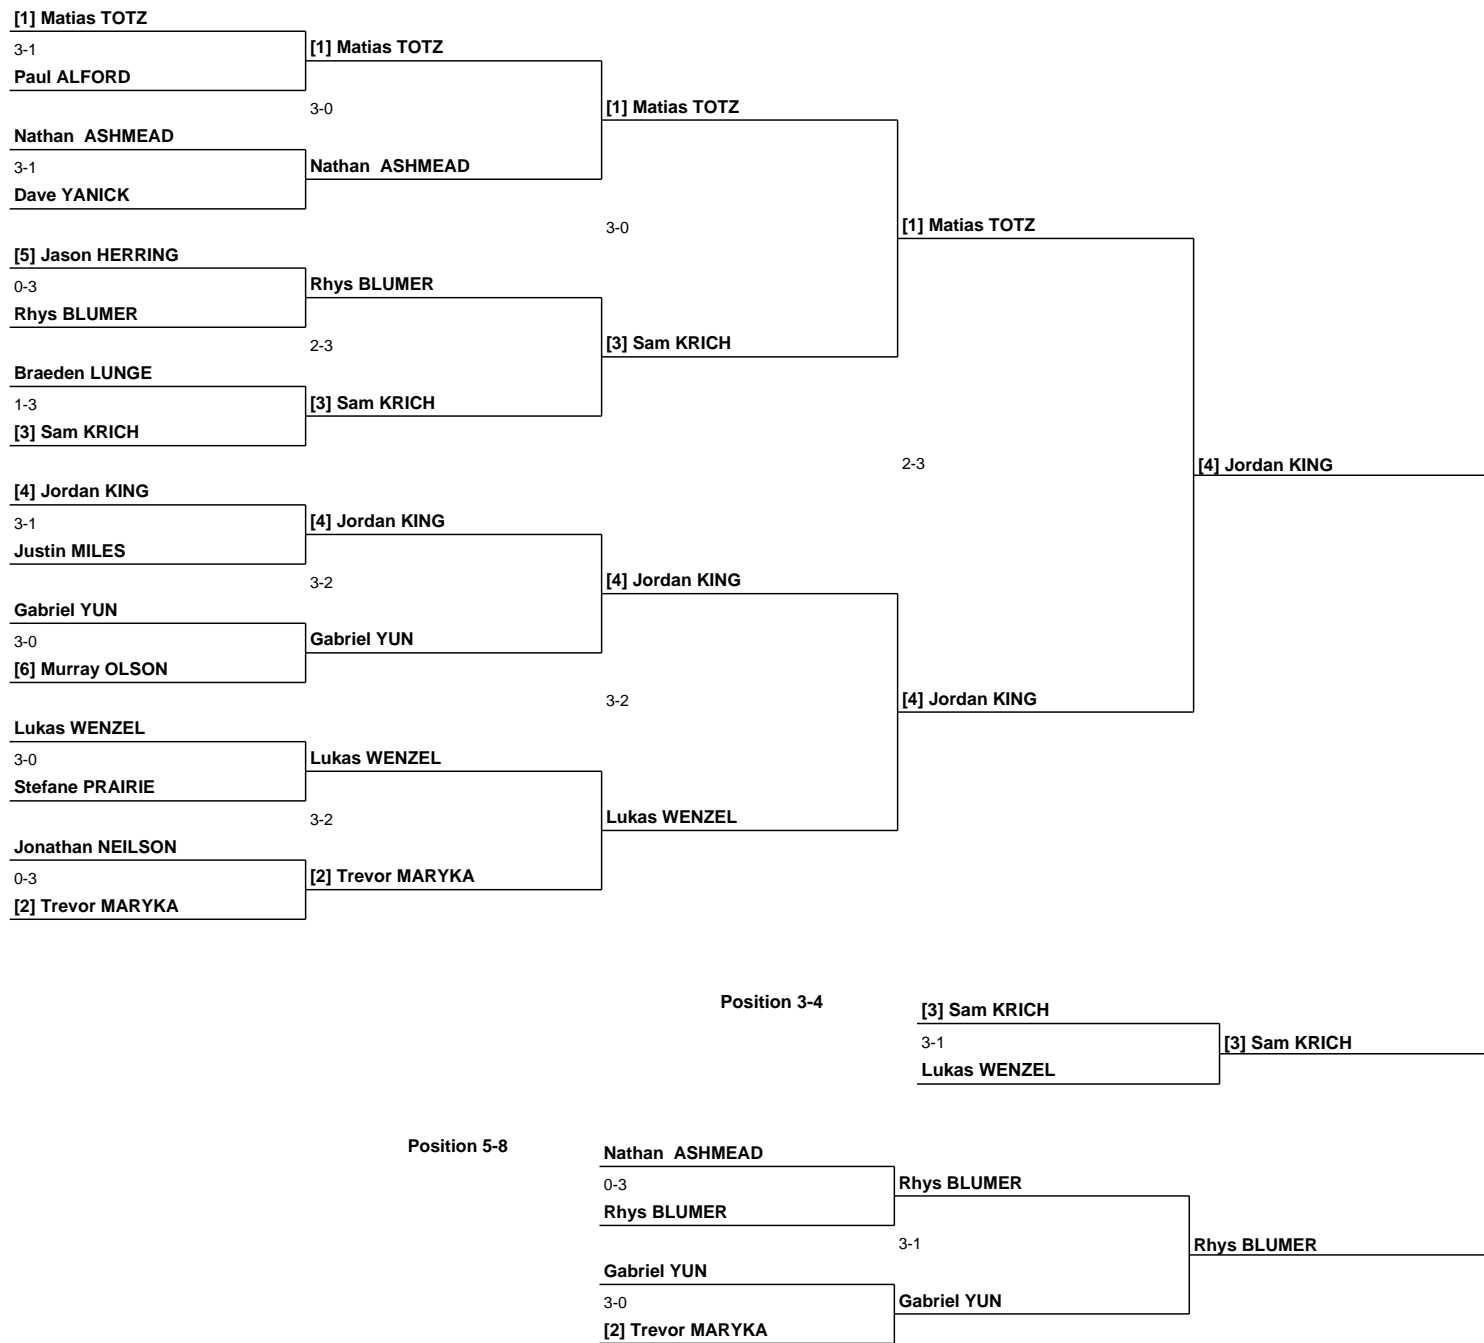 [1] Matias TOTZ
3-1
[1] Matias TOTZ
Paul ALFORD
3-0
[1] Matias TOTZ
Nathan  ASHMEAD
3-1
Nathan  ASHMEAD
Dave YANICK
3-0
[1] Matias TOTZ
[5] Jason HERRING
0-3
Rhys BLUMER
Rhys BLUMER
2-3
[3] Sam KRICH
Braeden LUNGE
1-3
[3] Sam KRICH
[3] Sam KRICH
2-3
[4] Jordan KING
[4] Jordan KING
3-1
[4] Jordan KING
Justin MILES
3-2
[4] Jordan KING
Gabriel YUN
3-0
Gabriel YUN
[6] Murray OLSON
3-2
[4] Jordan KING
Lukas WENZEL
3-0
Lukas WENZEL
Stefane PRAIRIE
3-2
Lukas WENZEL
Jonathan NEILSON
0-3
[2] Trevor MARYKA
[2] Trevor MARYKA
Position 3-4
[3] Sam KRICH
3-1
[3] Sam KRICH
Lukas WENZEL
Position 5-8
Nathan  ASHMEAD
0-3
Rhys BLUMER
Rhys BLUMER
3-1
Rhys BLUMER
Gabriel YUN
3-0
Gabriel YUN
[2] Trevor MARYKA